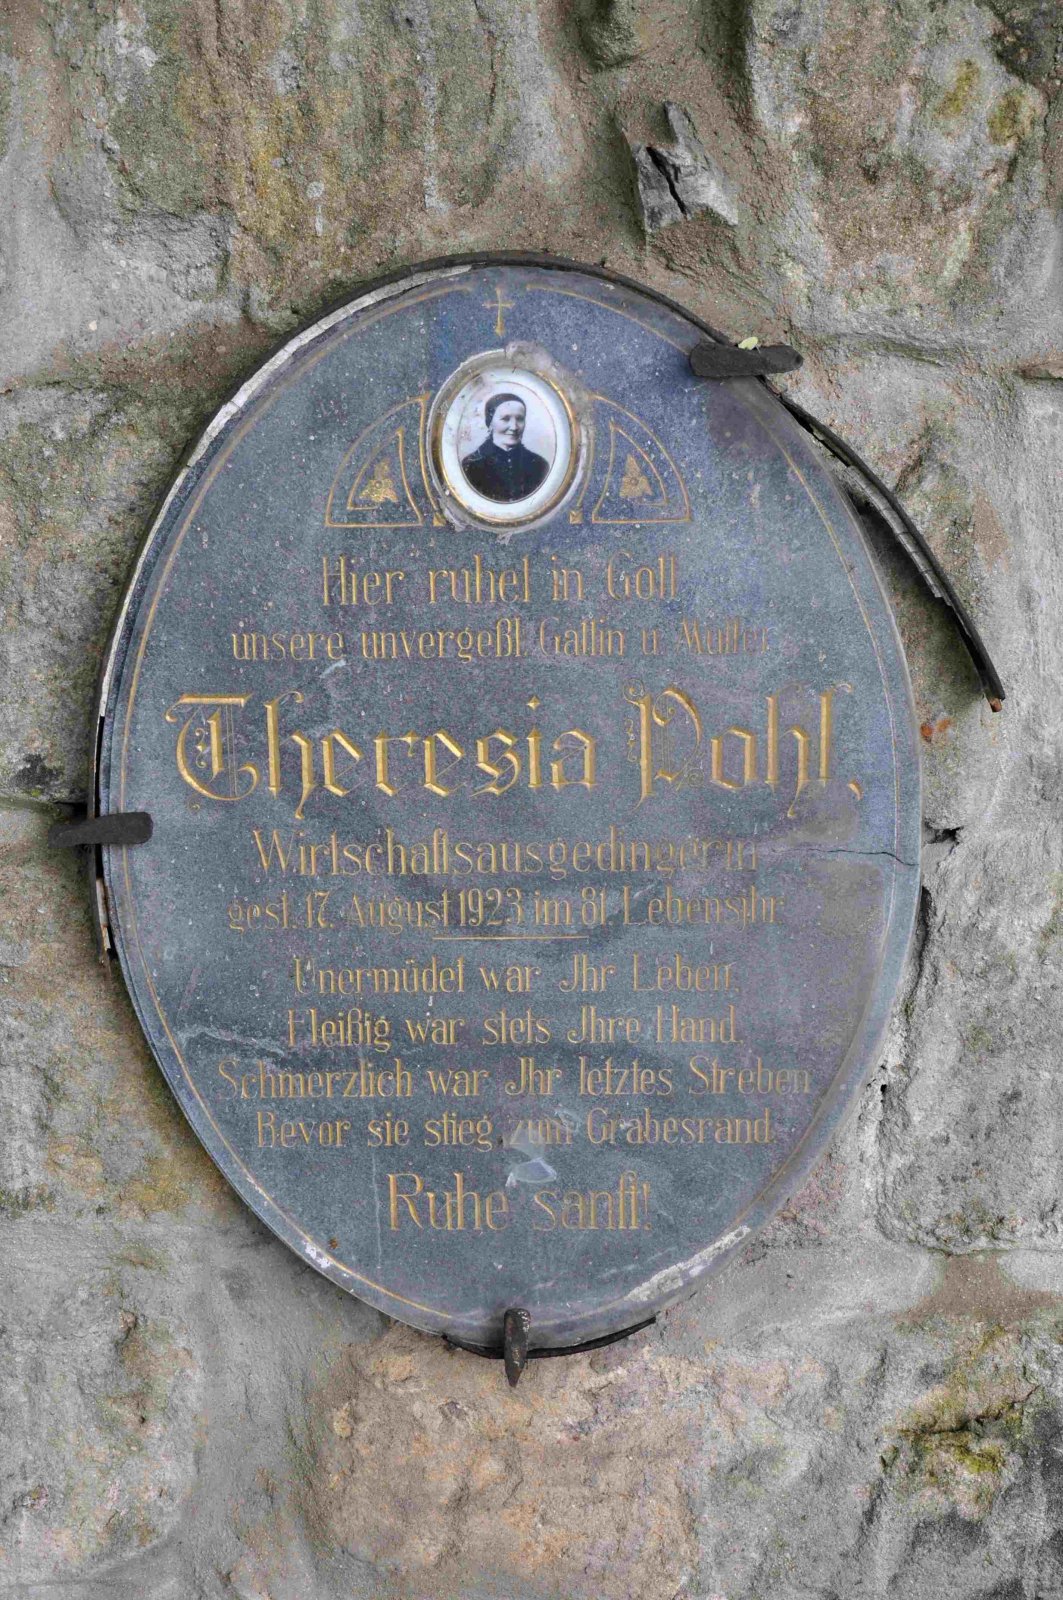 Hier ruhet in Gott
unsere unvergeßl. Gattin u. Mutter
Theresia Pohl,
Wirtschaftsausgedingerin
gest. 17. August 1923 im 81. Lebensjhr.
Unermüdet war Jhr Leben,
Fleißig war stets Jhre Hand.
Schmerzlich war Jhr letztes Streben
Bevor sie stieg zum Grabesrand.
Ruhe sanft!